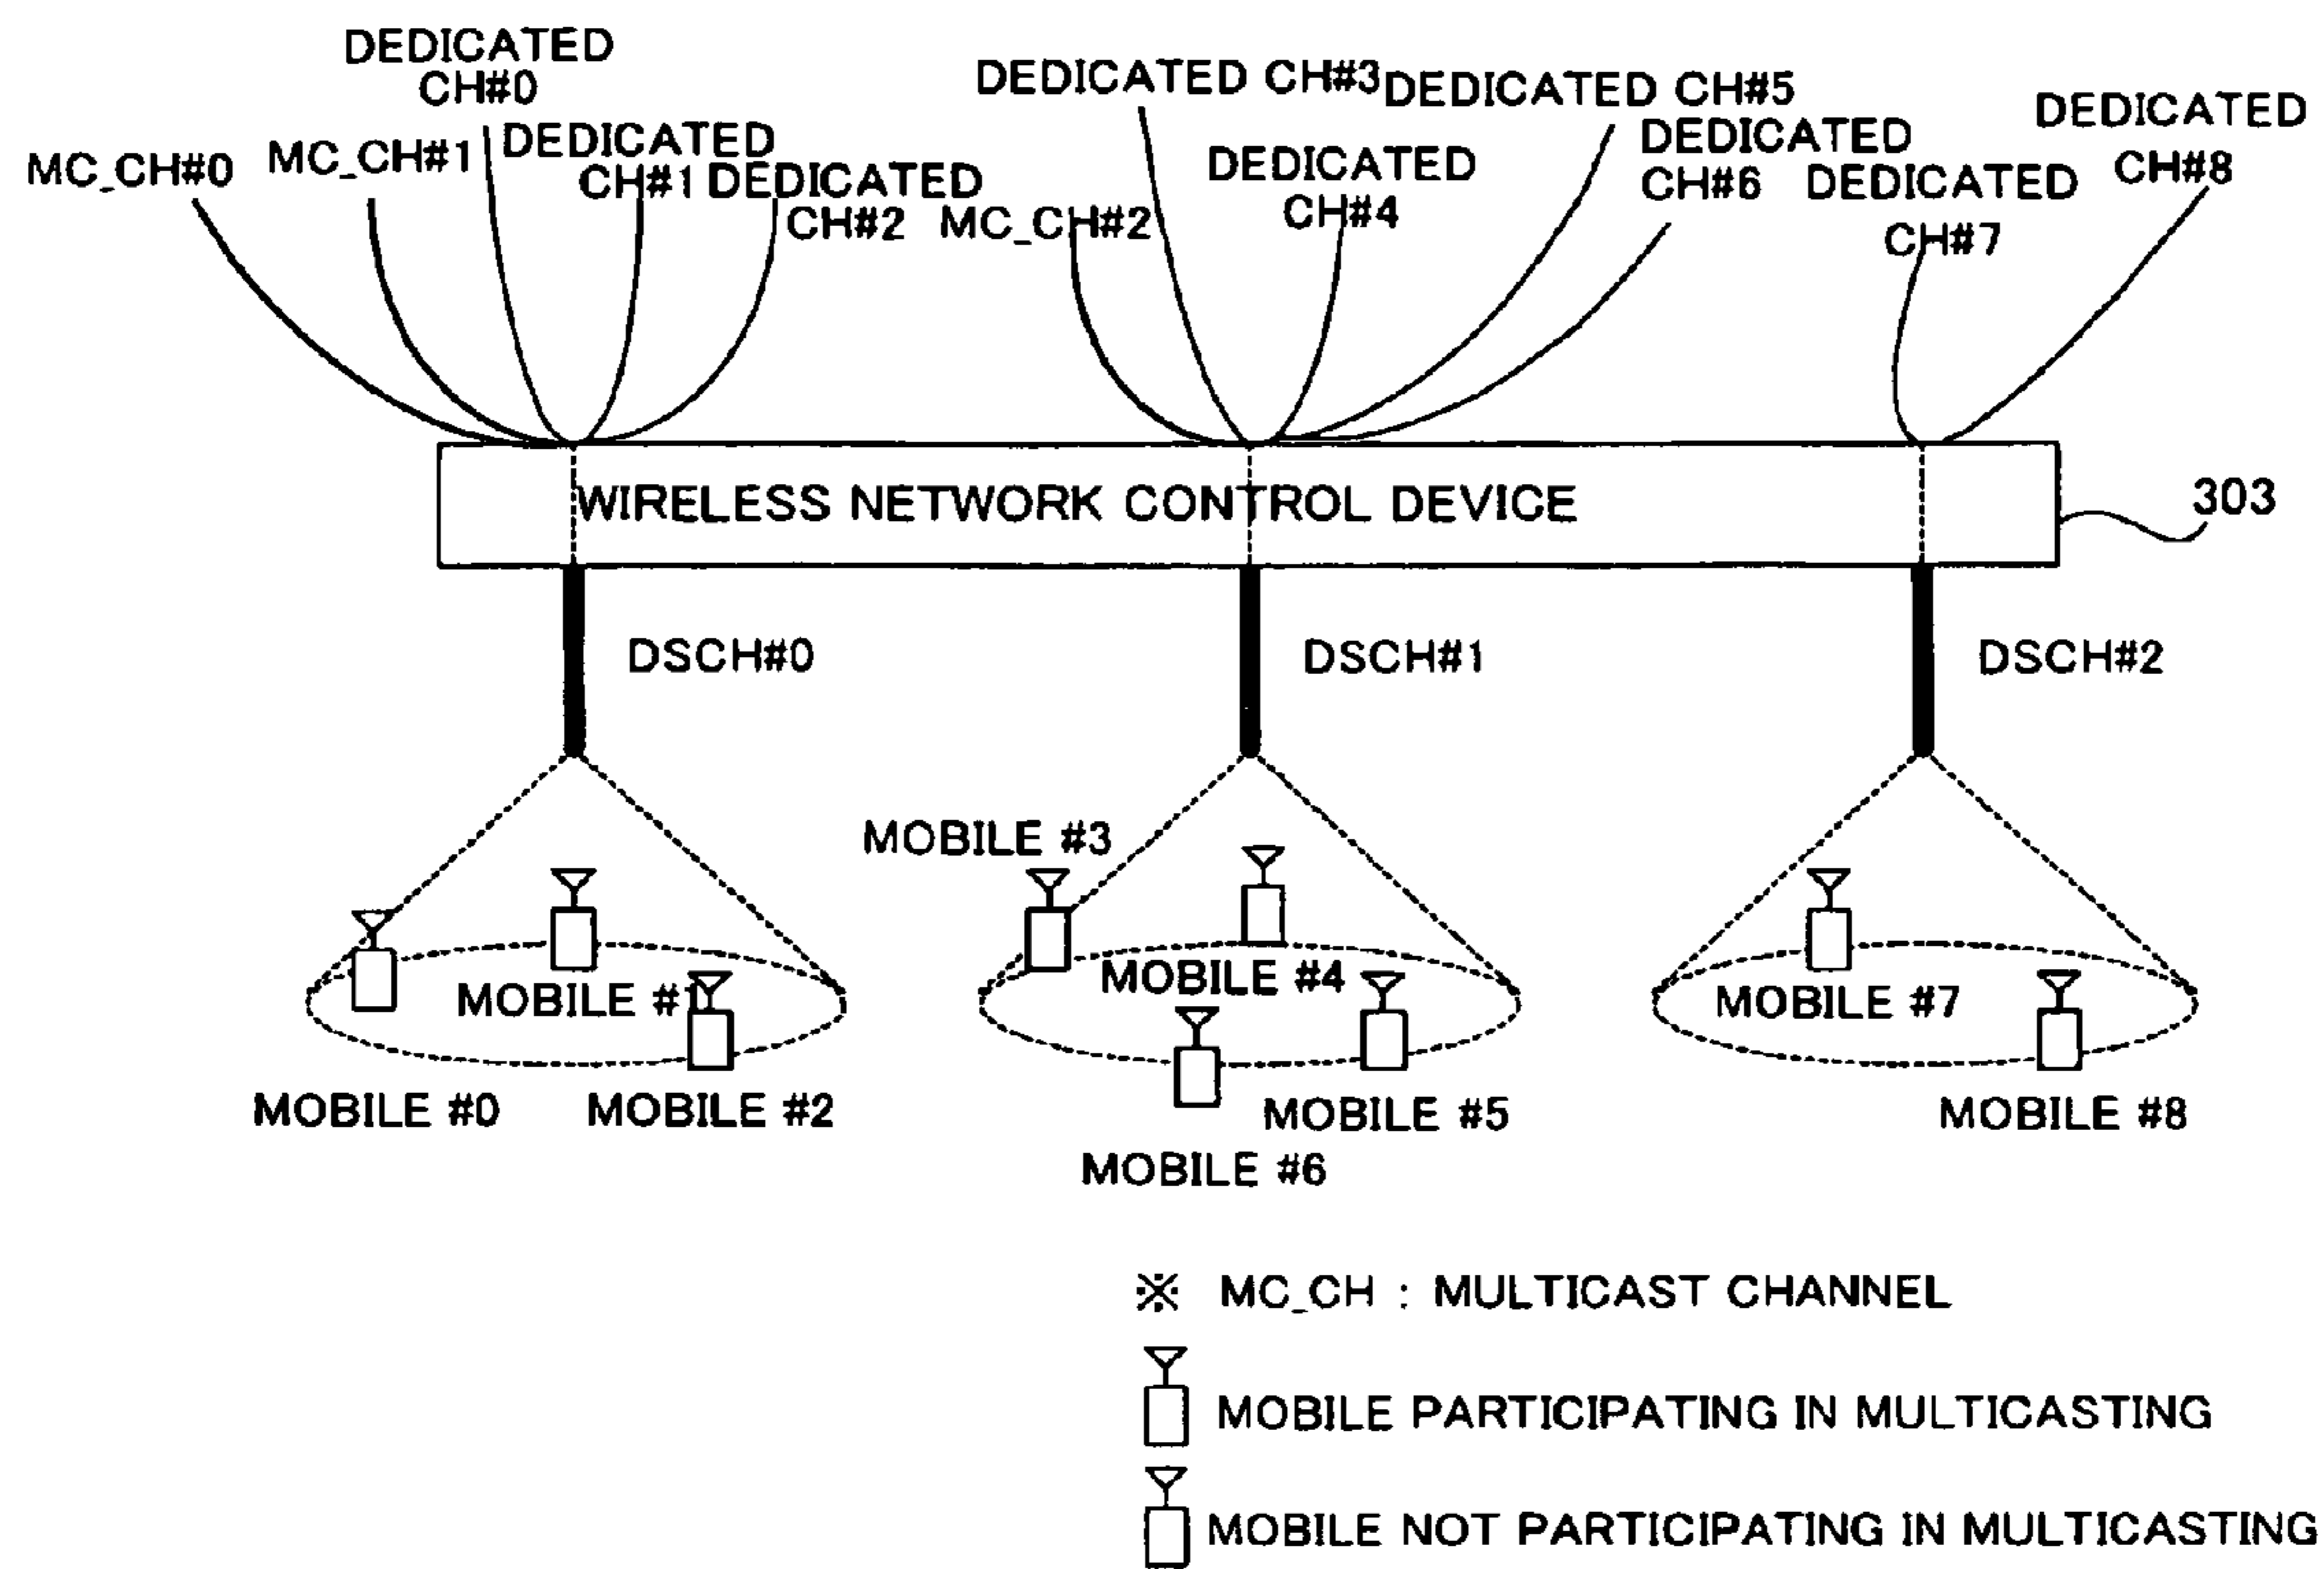 DEDICATED
CH#0
MC_CH#0
MC_CH#1
DEDICATED
CH#1
DEDICATED
CH#2
MC_CH#2
DEDICATED CH#3
DEDICATED
CH#4
DEDICATED CH#5
DEDICATED
CH#6
DEDICATED
CH#7
DEDICATED
CH#8
WIRELESS NETWORK CONTROL DEVICE
303
DSCH#0
DSCH#1
DSCH#2
MOBILE #3
MOBILE #1
MOBILE #4
MOBILE #7
MOBILE #0
MOBILE #2
MOBILE #5
MOBILE #8
MOBILE #6
※ MC_CH : MULTICAST CHANNEL
MOBILE PARTICIPATING IN MULTICASTING
MOBILE NOT PARTICIPATING IN MULTICASTING